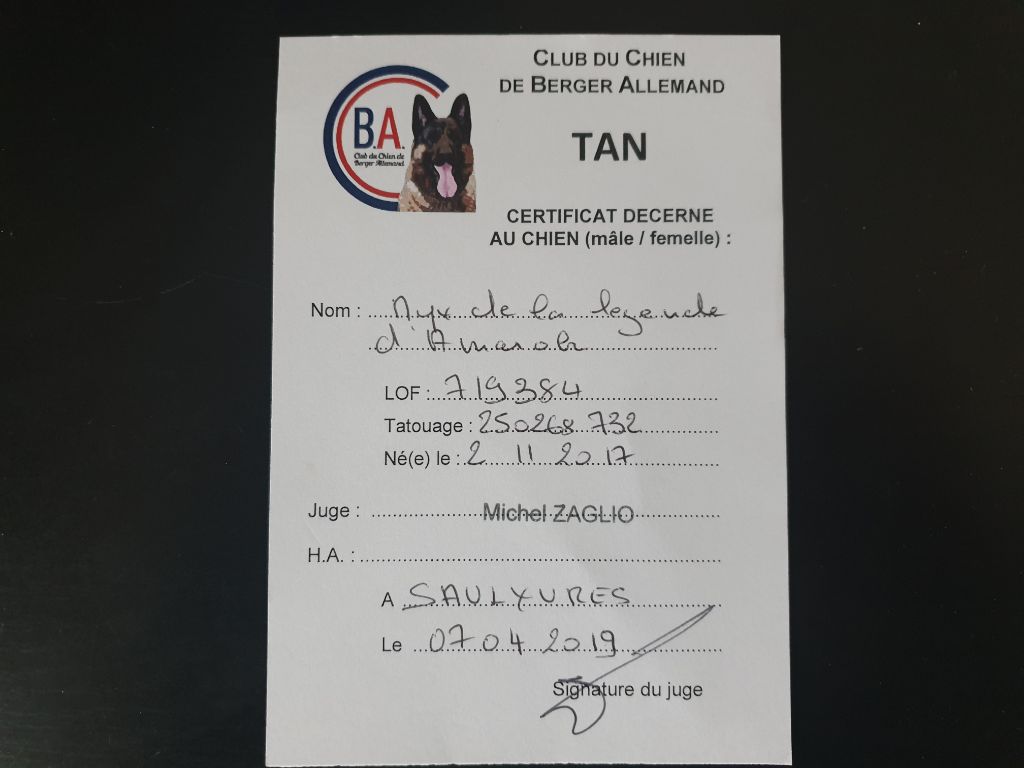 B.A.
Club du Chien de
Berger Allemand
CLUB DU CHIEN
DE BERGER ALLEMAND
TAN
CERTIFICAT DECERNE
AU CHIEN (mâle / femelle) :
Nom : Nyx de la legende
LOF : 719384
Tatouage : 250268 732
Né(e) le : 2 11 2017
Juge : Michel ZAGLIO
H.A. :
A SAULXURES
Le 07 04 2019
Signature du juge